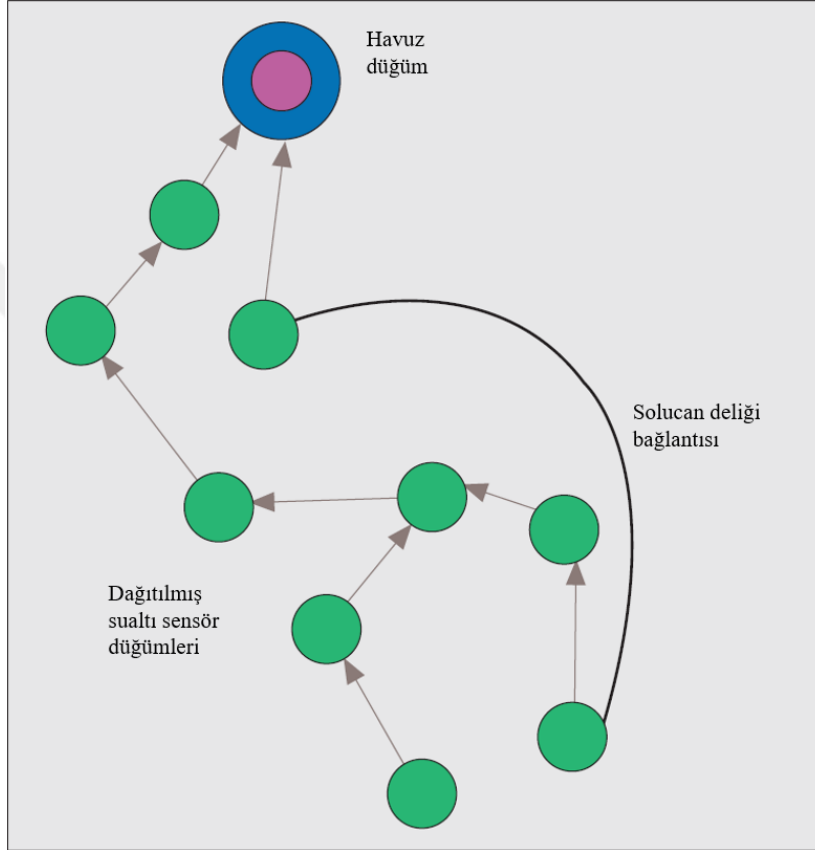 Havuz
düğüm
Solucan deliği
bağlantısı
Dağıtılmış
sualtı sensör
düğümleri